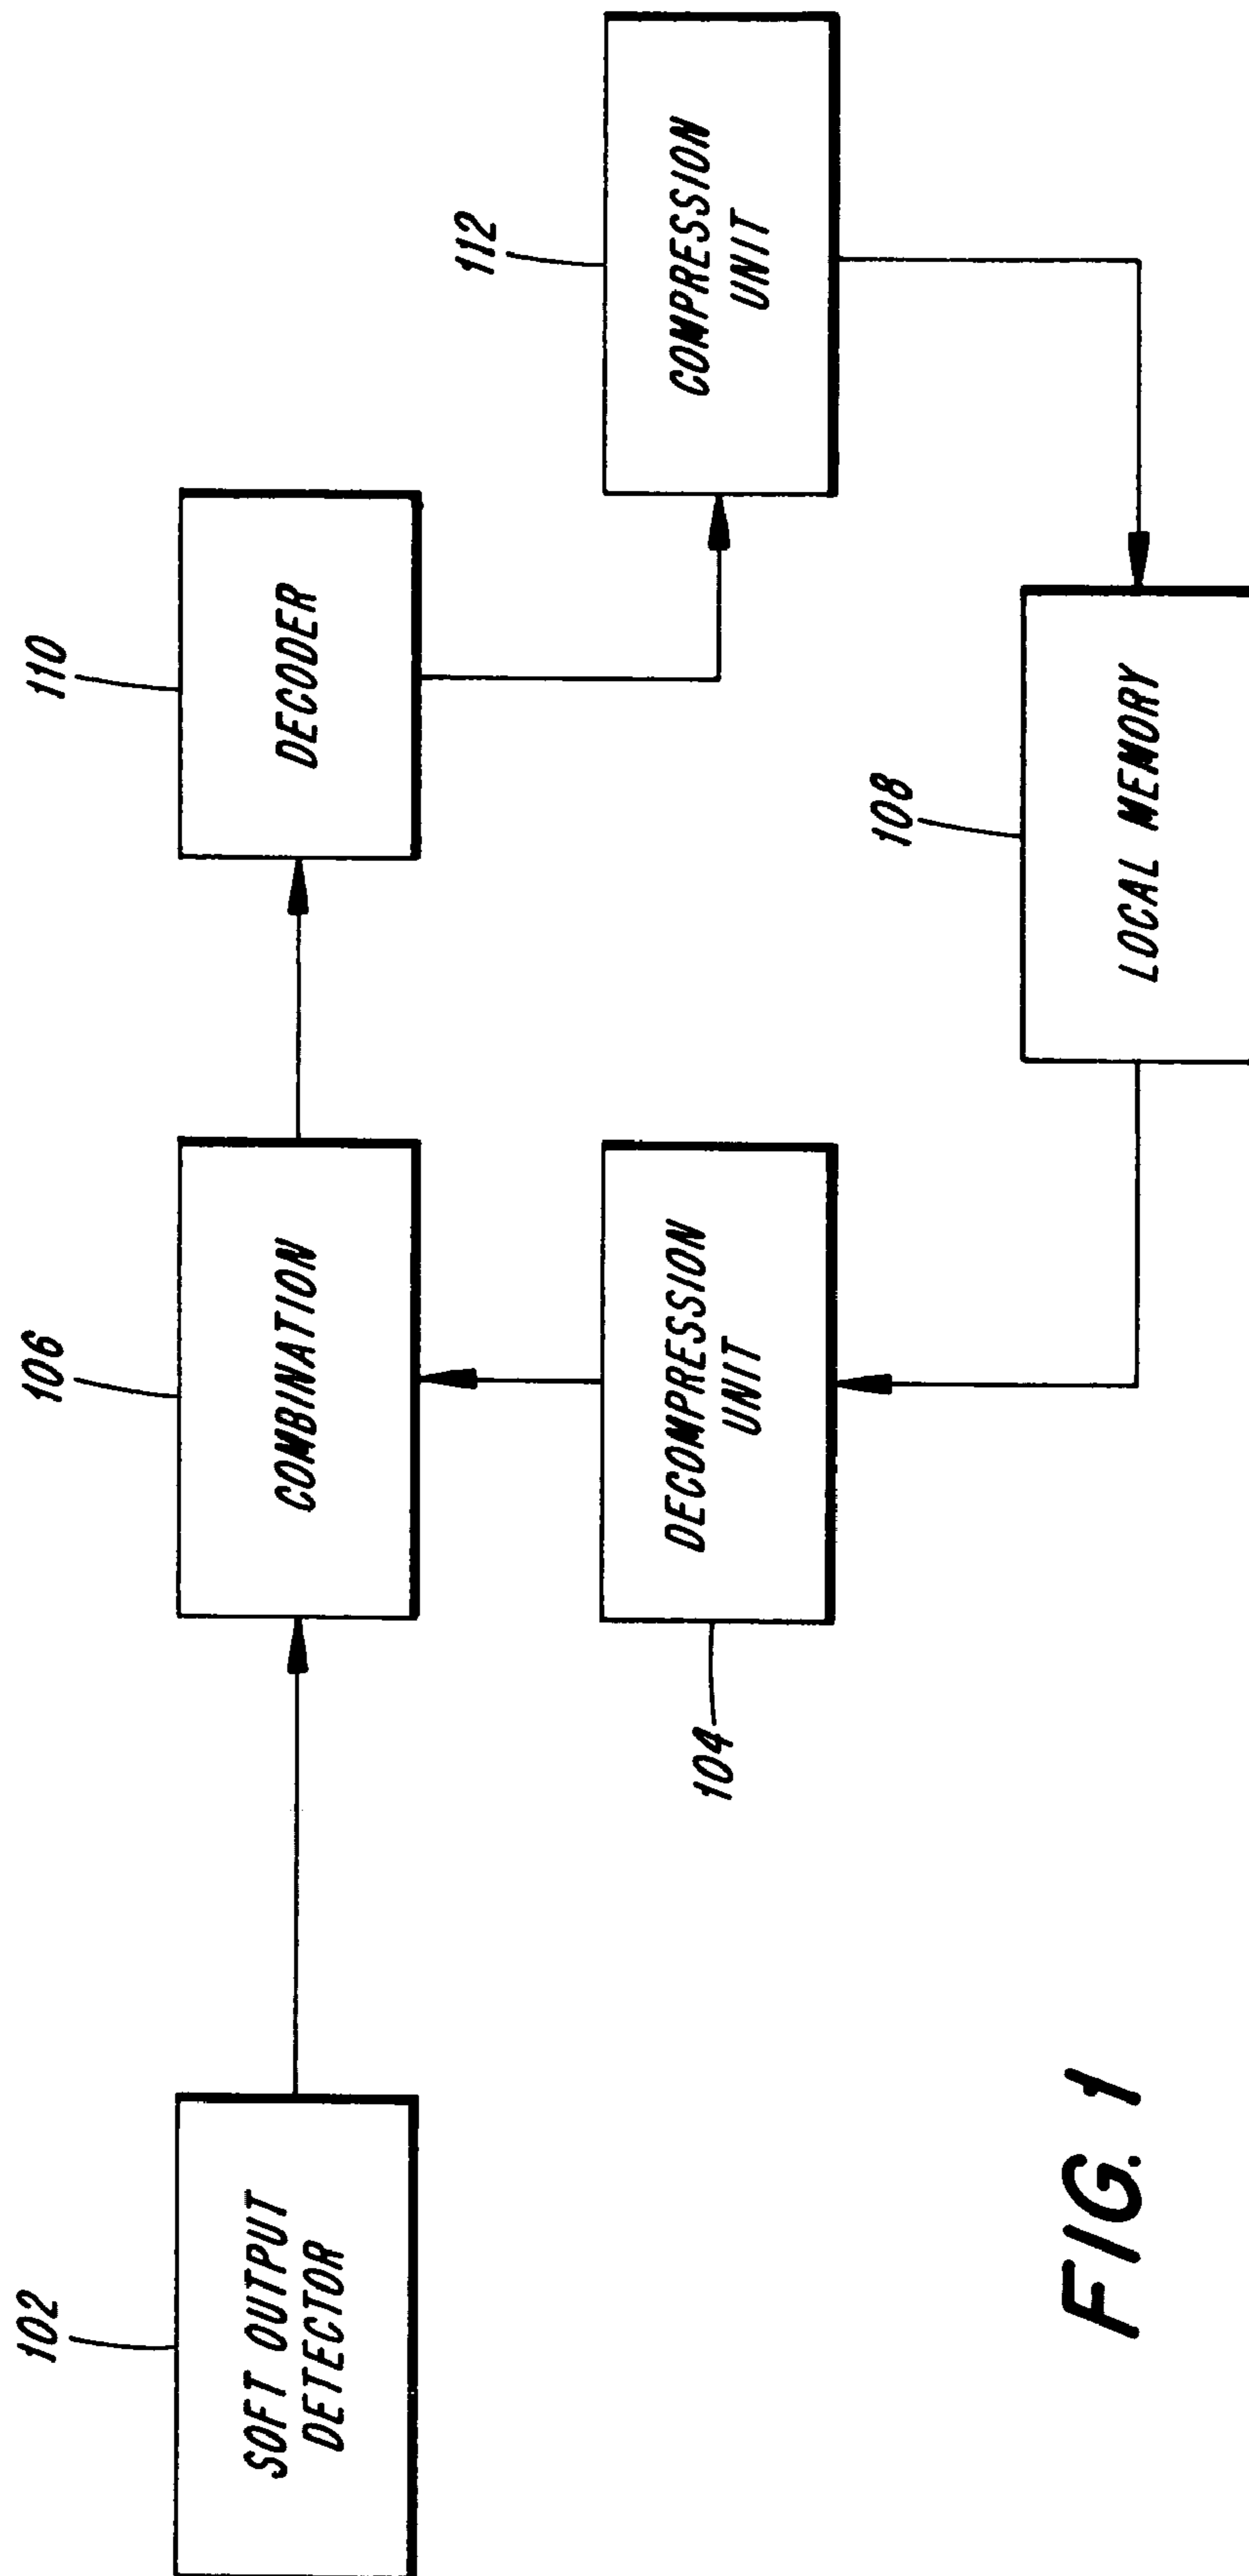 102
SOFT OUTPUT
DETECTOR
106
COMBINATION
110
DECODER
104
DECOMPRESSION
UNIT
112
COMPRESSION
UNIT
108
LOCAL MEMORY
FIG. 1